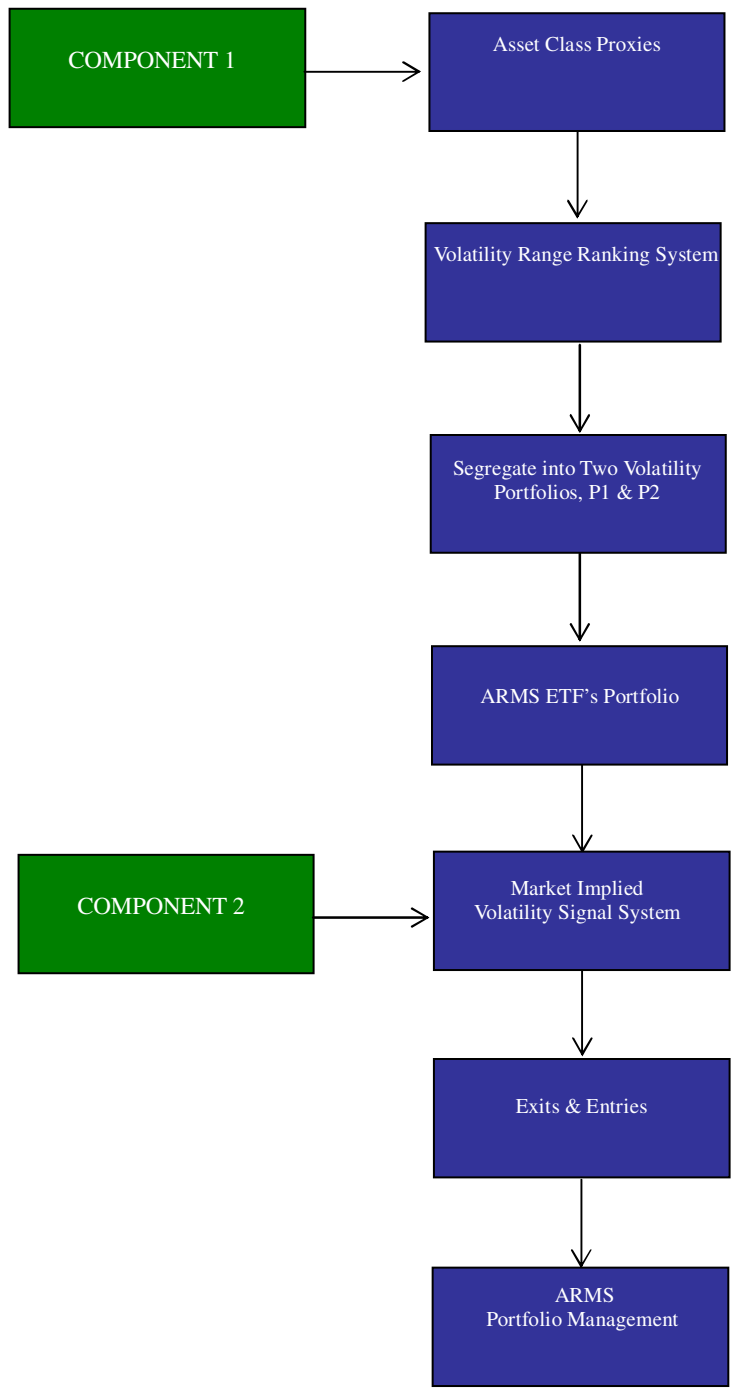 COMPONENT 1
Asset Class Proxies
Volatility Range Ranking System
Segregate into Two Volatility
Portfolios, P1 & P2
ARMS ETF’s Portfolio
COMPONENT 2
Market Implied
Volatility Signal System
Exits & Entries
ARMS
Portfolio Management